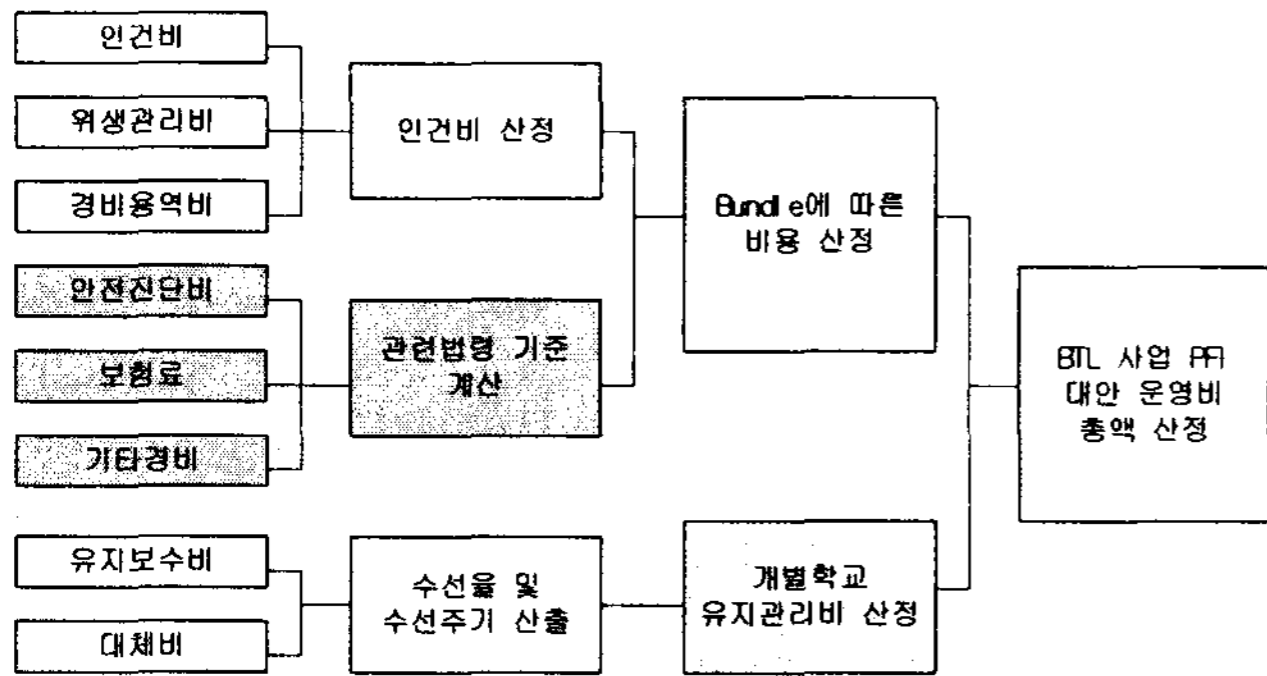 인건비
위생관리비
경비용역비
안전진단비
보험료
기타경비
유지보수비
대체비
인건비 산정
관련법령 기준
계산
수선율 및
수선주기 산출
Bundle에 따른
비용 산정
개별학교
유지관리비 산정
BTL 사업 PFI
대안 운영비
총액 산정